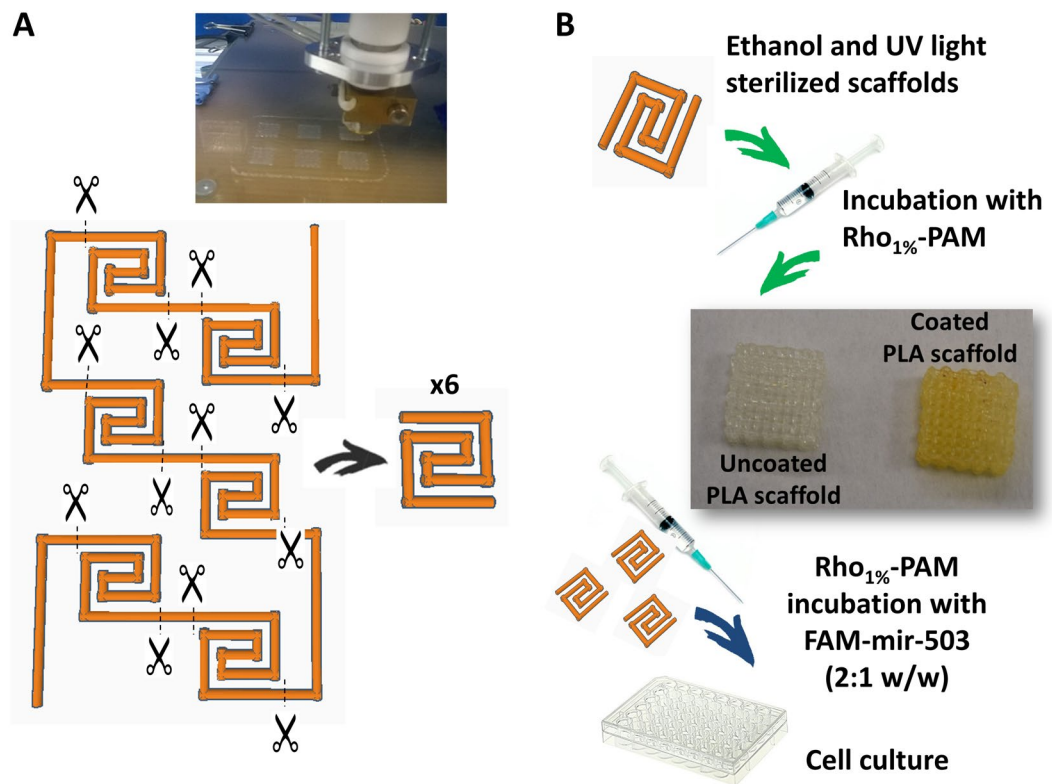 A
x6
B
Ethanol and UV light
sterilized scaffolds
Incubation with
Rho1%-PAM
Coated
PLA scaffold
Uncoated
PLA scaffold
Rho1%-PAM
incubation with
FAM-mir-503
(2:1 w/w)
Cell culture